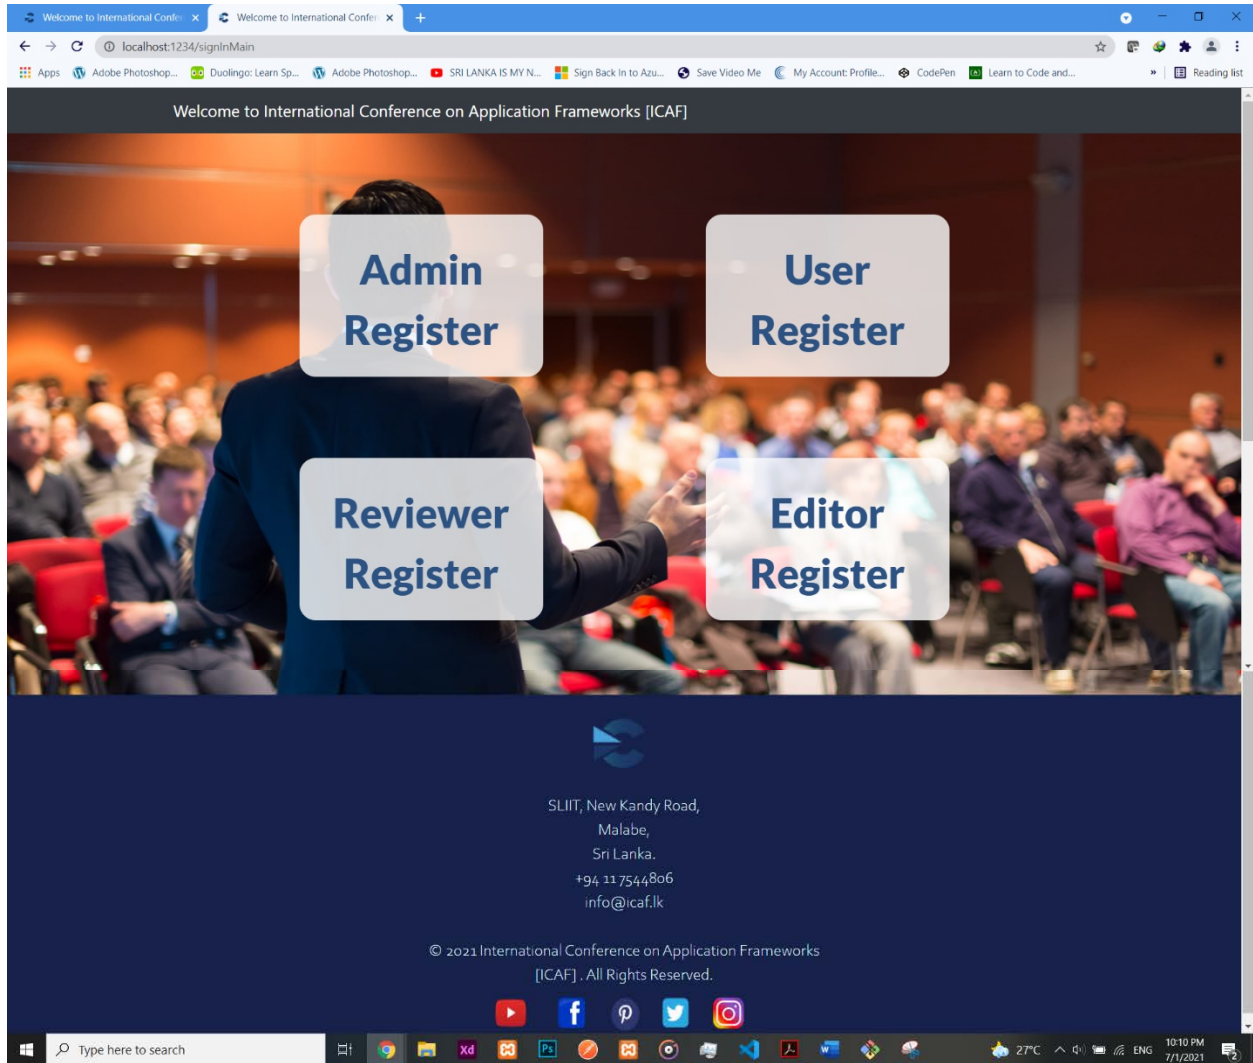 Welcome to International Confer
Welcome to International Confer
localhost:1234/signInMain
Apps
Adobe Photoshop...
Duolingo: Learn Sp...
Adobe Photoshop...
SRI LANKA IS MY N...
Sign Back In to Azu...
Save Video Me
My Account: Profile...
CodePen
Learn to Code and...
»
Reading list
Welcome to International Conference on Application Frameworks [ICAF]
Admin
Register
User
Register
Reviewer
Register
Editor
Register
SLIIT, New Kandy Road,
Malabe,
Sri Lanka.
+94 11 7544806
info@icaf.lk
© 2021 International Conference on Application Frameworks
[ICAF] . All Rights Reserved.
Type here to search
Xd
Ps
27°C
ENG
10:10 PM
7/1/2021
2